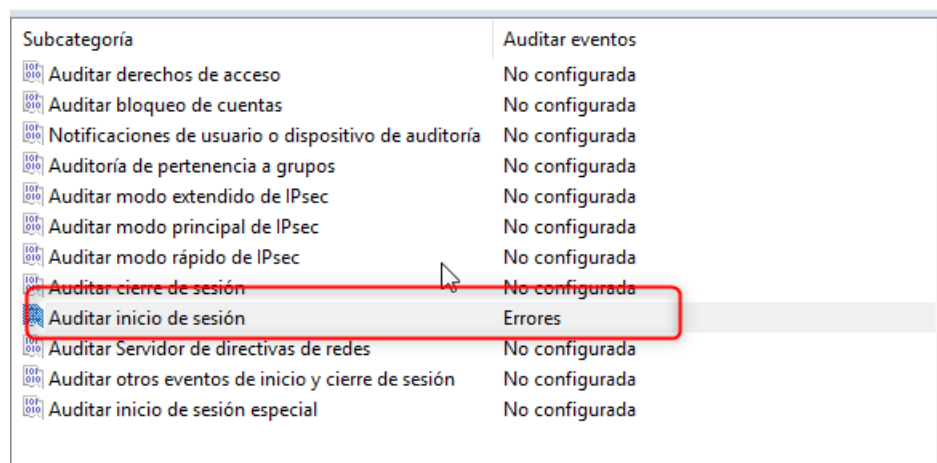 Subcategoría Auditar eventos
Auditar derechos de acceso No configurada
Auditar bloqueo de cuentas No configurada
Notificaciones de usuario o dispositivo de auditoría No configurada
Auditoría de pertenencia a grupos No configurada
Auditar modo extendido de IPsec No configurada
Auditar modo principal de IPsec No configurada
Auditar modo rápido de IPsec No configurada
Auditar cierre de sesión No configurada
Auditar inicio de sesión Errores
Auditar Servidor de directivas de redes No configurada
Auditar otros eventos de inicio y cierre de sesión No configurada
Auditar inicio de sesión especial No configurada